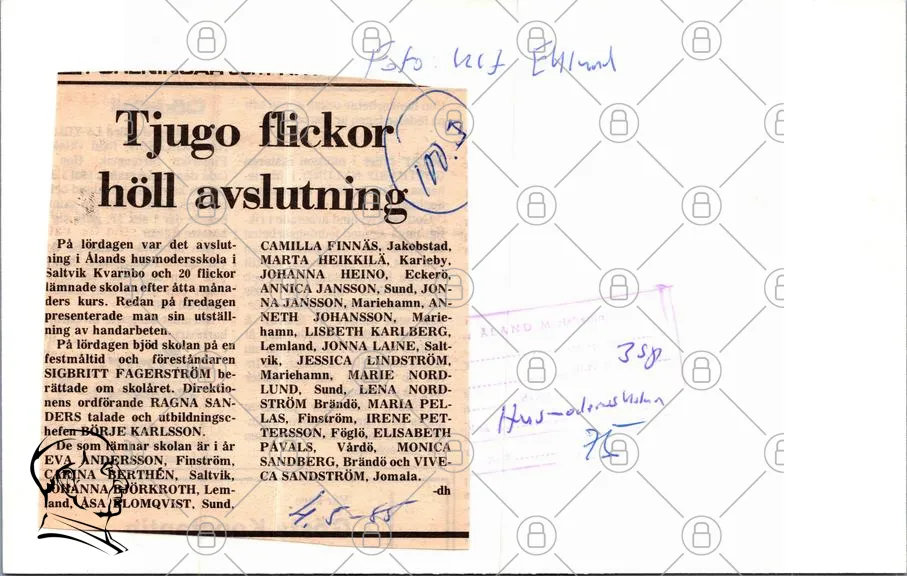 Foto: Ulf Eklund
Tjugo flickor
höll avslutning
100.5
På lördagen var det avslut-
ning i Ålands husmodersskola i
Saltvik Kvarnbo och 20 flickor
lämnade skolan efter åtta måna-
ders kurs. Redan på fredagen
presenterade man sin utställ-
ning av handarbeten.
På lördagen bjöd skolan på en
festmåltid och föreståndaren
SIGBRITT FAGERSTRÖM be-
rättade om skolåret. Direktio-
nens ordförande RAGNA SAN-
DERS talade och utbildningsc-
hefen BÖRJE KARLSSON.
De som lämnar skolan är i år
EVA ANDERSSON, Finström,
CARINA BERTHÉN, Saltvik,
JOHANNA BJÖRKROTH, Lem-
land, ÅSA BLOMQVIST, Sund,
CAMILLA FINNÄS, Jakobstad,
MARTA HEIKKILÄ, Karleby,
JOHANNA HEINO, Eckerö,
ANNICA JANSSON, Sund, JON-
NA JANSSON, Mariehamn, AN-
NETH JOHANSSON, Marie-
hamn, LISBETH KARLBERG,
Lemland, JONNA LAINE, Salt-
vik, JESSICA LINDSTRÖM,
Mariehamn, MARIE NORD-
LUND, Sund, LENA NORD-
STRÖM Brändö, MARIA PEL-
LAS, Finström, IRENE PET-
TERSSON, Föglö, ELISABETH
PÅVALS, Vårdö, MONICA
SANDBERG, Brändö och VIVE-
CA SANDSTRÖM, Jomala.
-dh
4.5-85
3 sp
Husmodersskolan
75